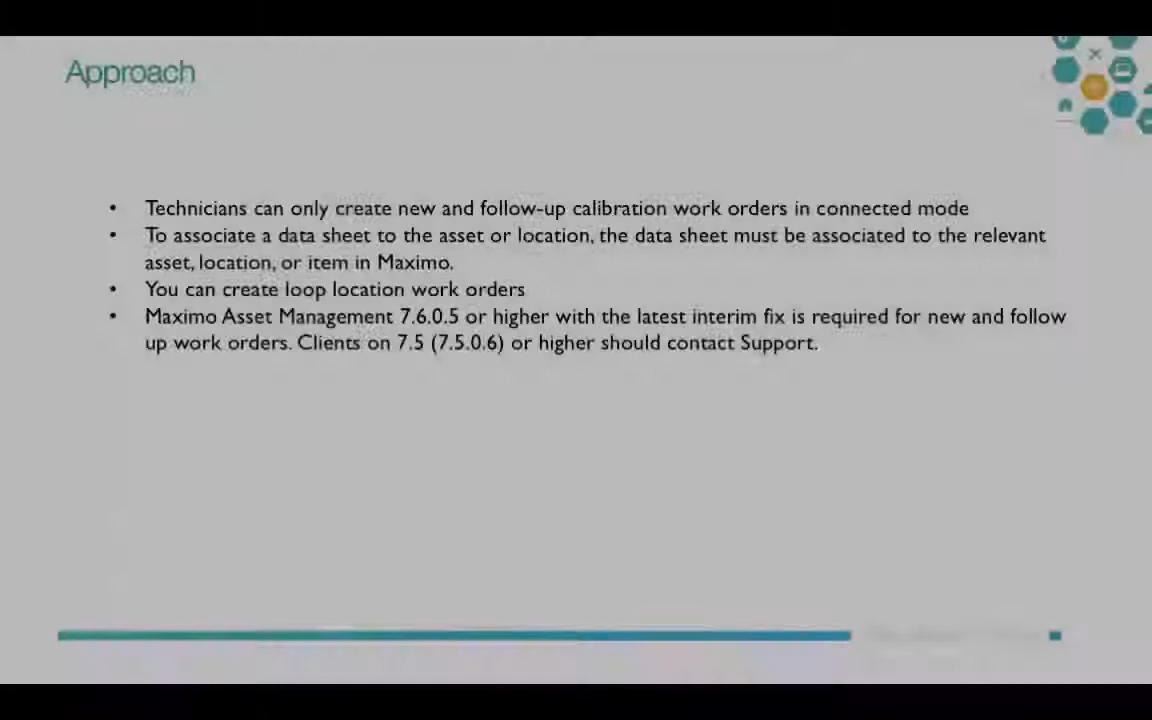 Approach
• Technicians can only create new and follow-up calibration work orders in connected mode
• To associate a data sheet to the asset or location, the data sheet must be associated to the relevant
asset, location, or item in Maximo.
• You can create loop location work orders
• Maximo Asset Management 7.6.0.5 or higher with the latest interim fix is required for new and follow
up work orders. Clients on 7.5 (7.5.0.6) or higher should contact Support.